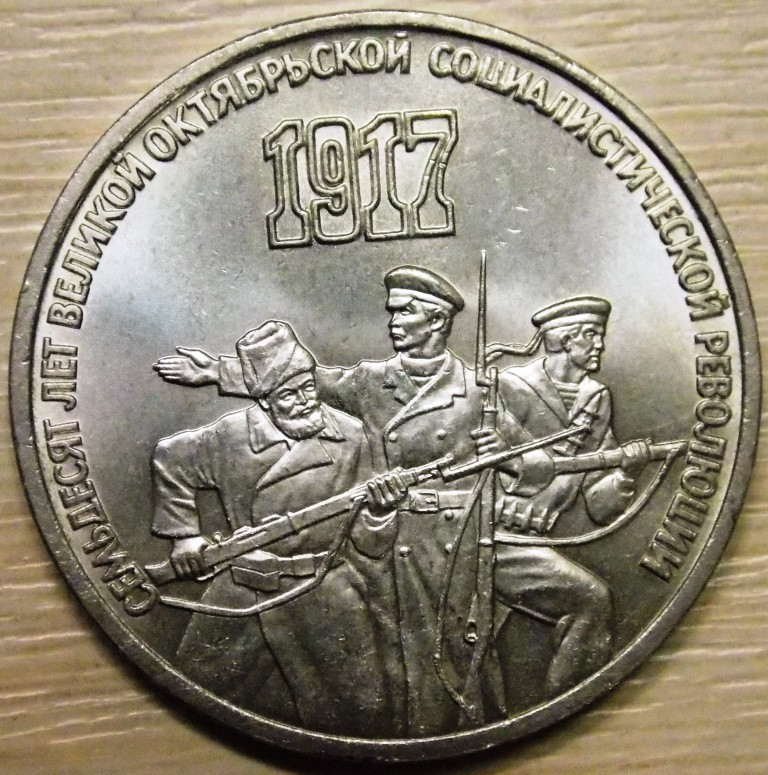 СЕМЬДЕСЯТ ЛЕТ ВЕЛИКОЙ ОКТЯБРЬСКОЙ СОЦИАЛИСТИЧЕСКОЙ РЕВОЛЮЦИИ
1917